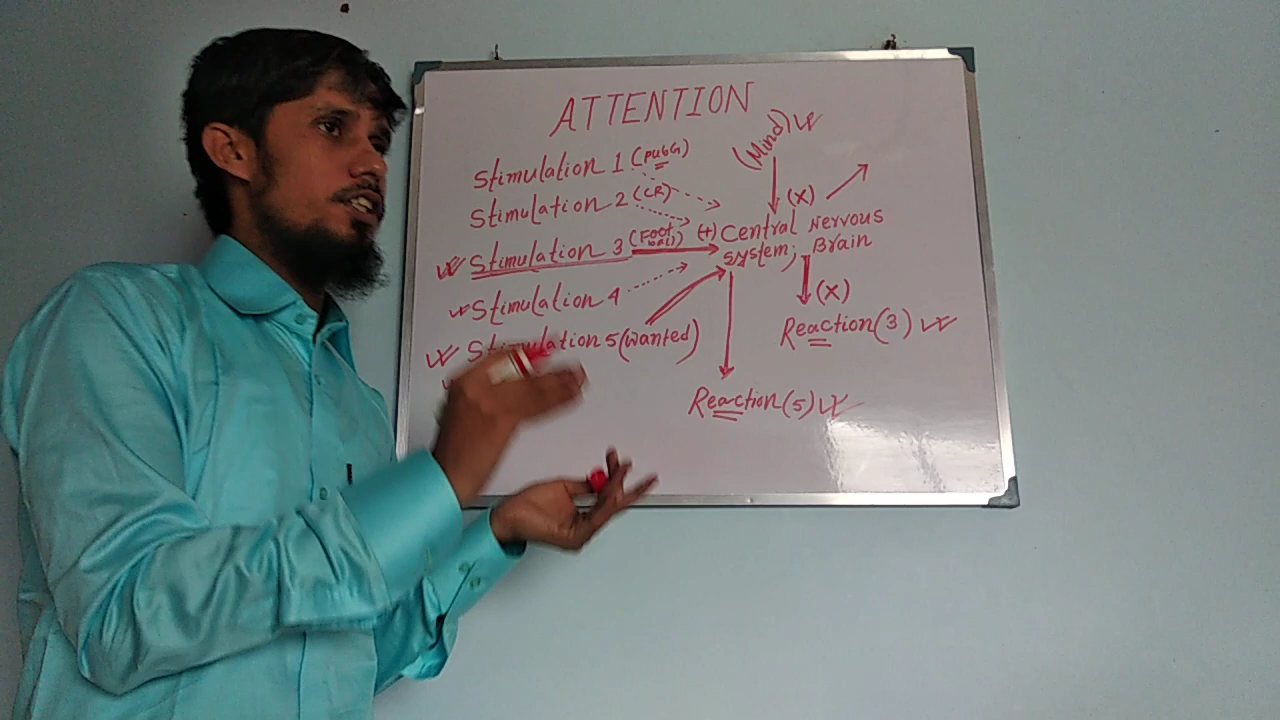 ATTENTION
(Mind)
Stimulation 1 (PUBG)
Stimulation 2 (CR)
(X)
Stimulation 3 (Foot ball) (+) Central Nervous
System; Brain
Stimulation 4
(X)
Stimulation 5 (Wanted)
Reaction (3)
Reaction (5)